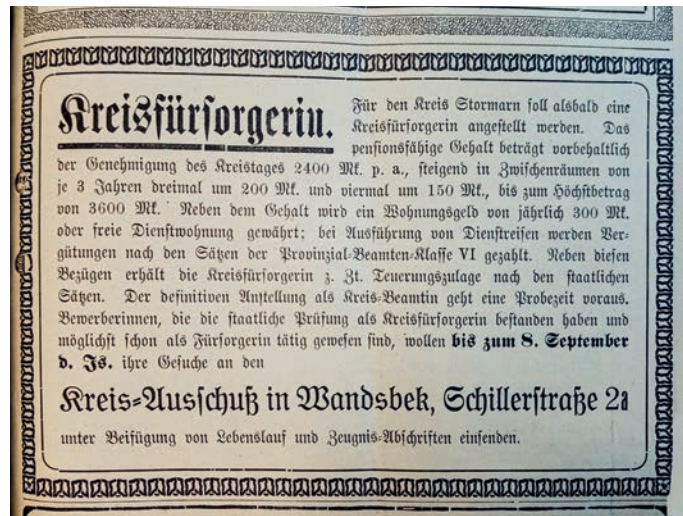 Kreisfürsorgerin.
Für den Kreis Stormarn soll alsbald eine
Kreisfürsorgerin angestellt werden. Das
pensionsfähige Gehalt beträgt vorbehaltlich
der Genehmigung des Kreistages 2400 Mk. p. a., steigend in Zwischenräumen von
je 3 Jahren dreimal um 200 Mk. und viermal um 150 Mk., bis zum Höchstbetrag
von 3600 Mk. Neben dem Gehalt wird ein Wohnungsgeld von jährlich 300 Mk.
oder freie Dienstwohnung gewährt; bei Ausführung von Dienstreisen werden Ver-
gütungen nach den Sätzen der Provinzial-Beamten-Klasse VI gezahlt. Neben diesen
Bezügen erhält die Kreisfürsorgerin z. Zt. Teuerungszulage nach den staatlichen
Sätzen. Der definitiven Anstellung als Kreis-Beamtin geht eine Probezeit voraus.
Bewerberinnen, die die staatliche Prüfung als Kreisfürsorgerin bestanden haben und
möglichst schon als Fürsorgerin tätig gewesen sind, wollen bis zum 8. September
d. Js. ihre Gesuche an den
Kreis-Ausschuß in Wandsbek, Schillerstraße 2a
unter Beifügung von Lebenslauf und Zeugnis-Abschriften einsenden.